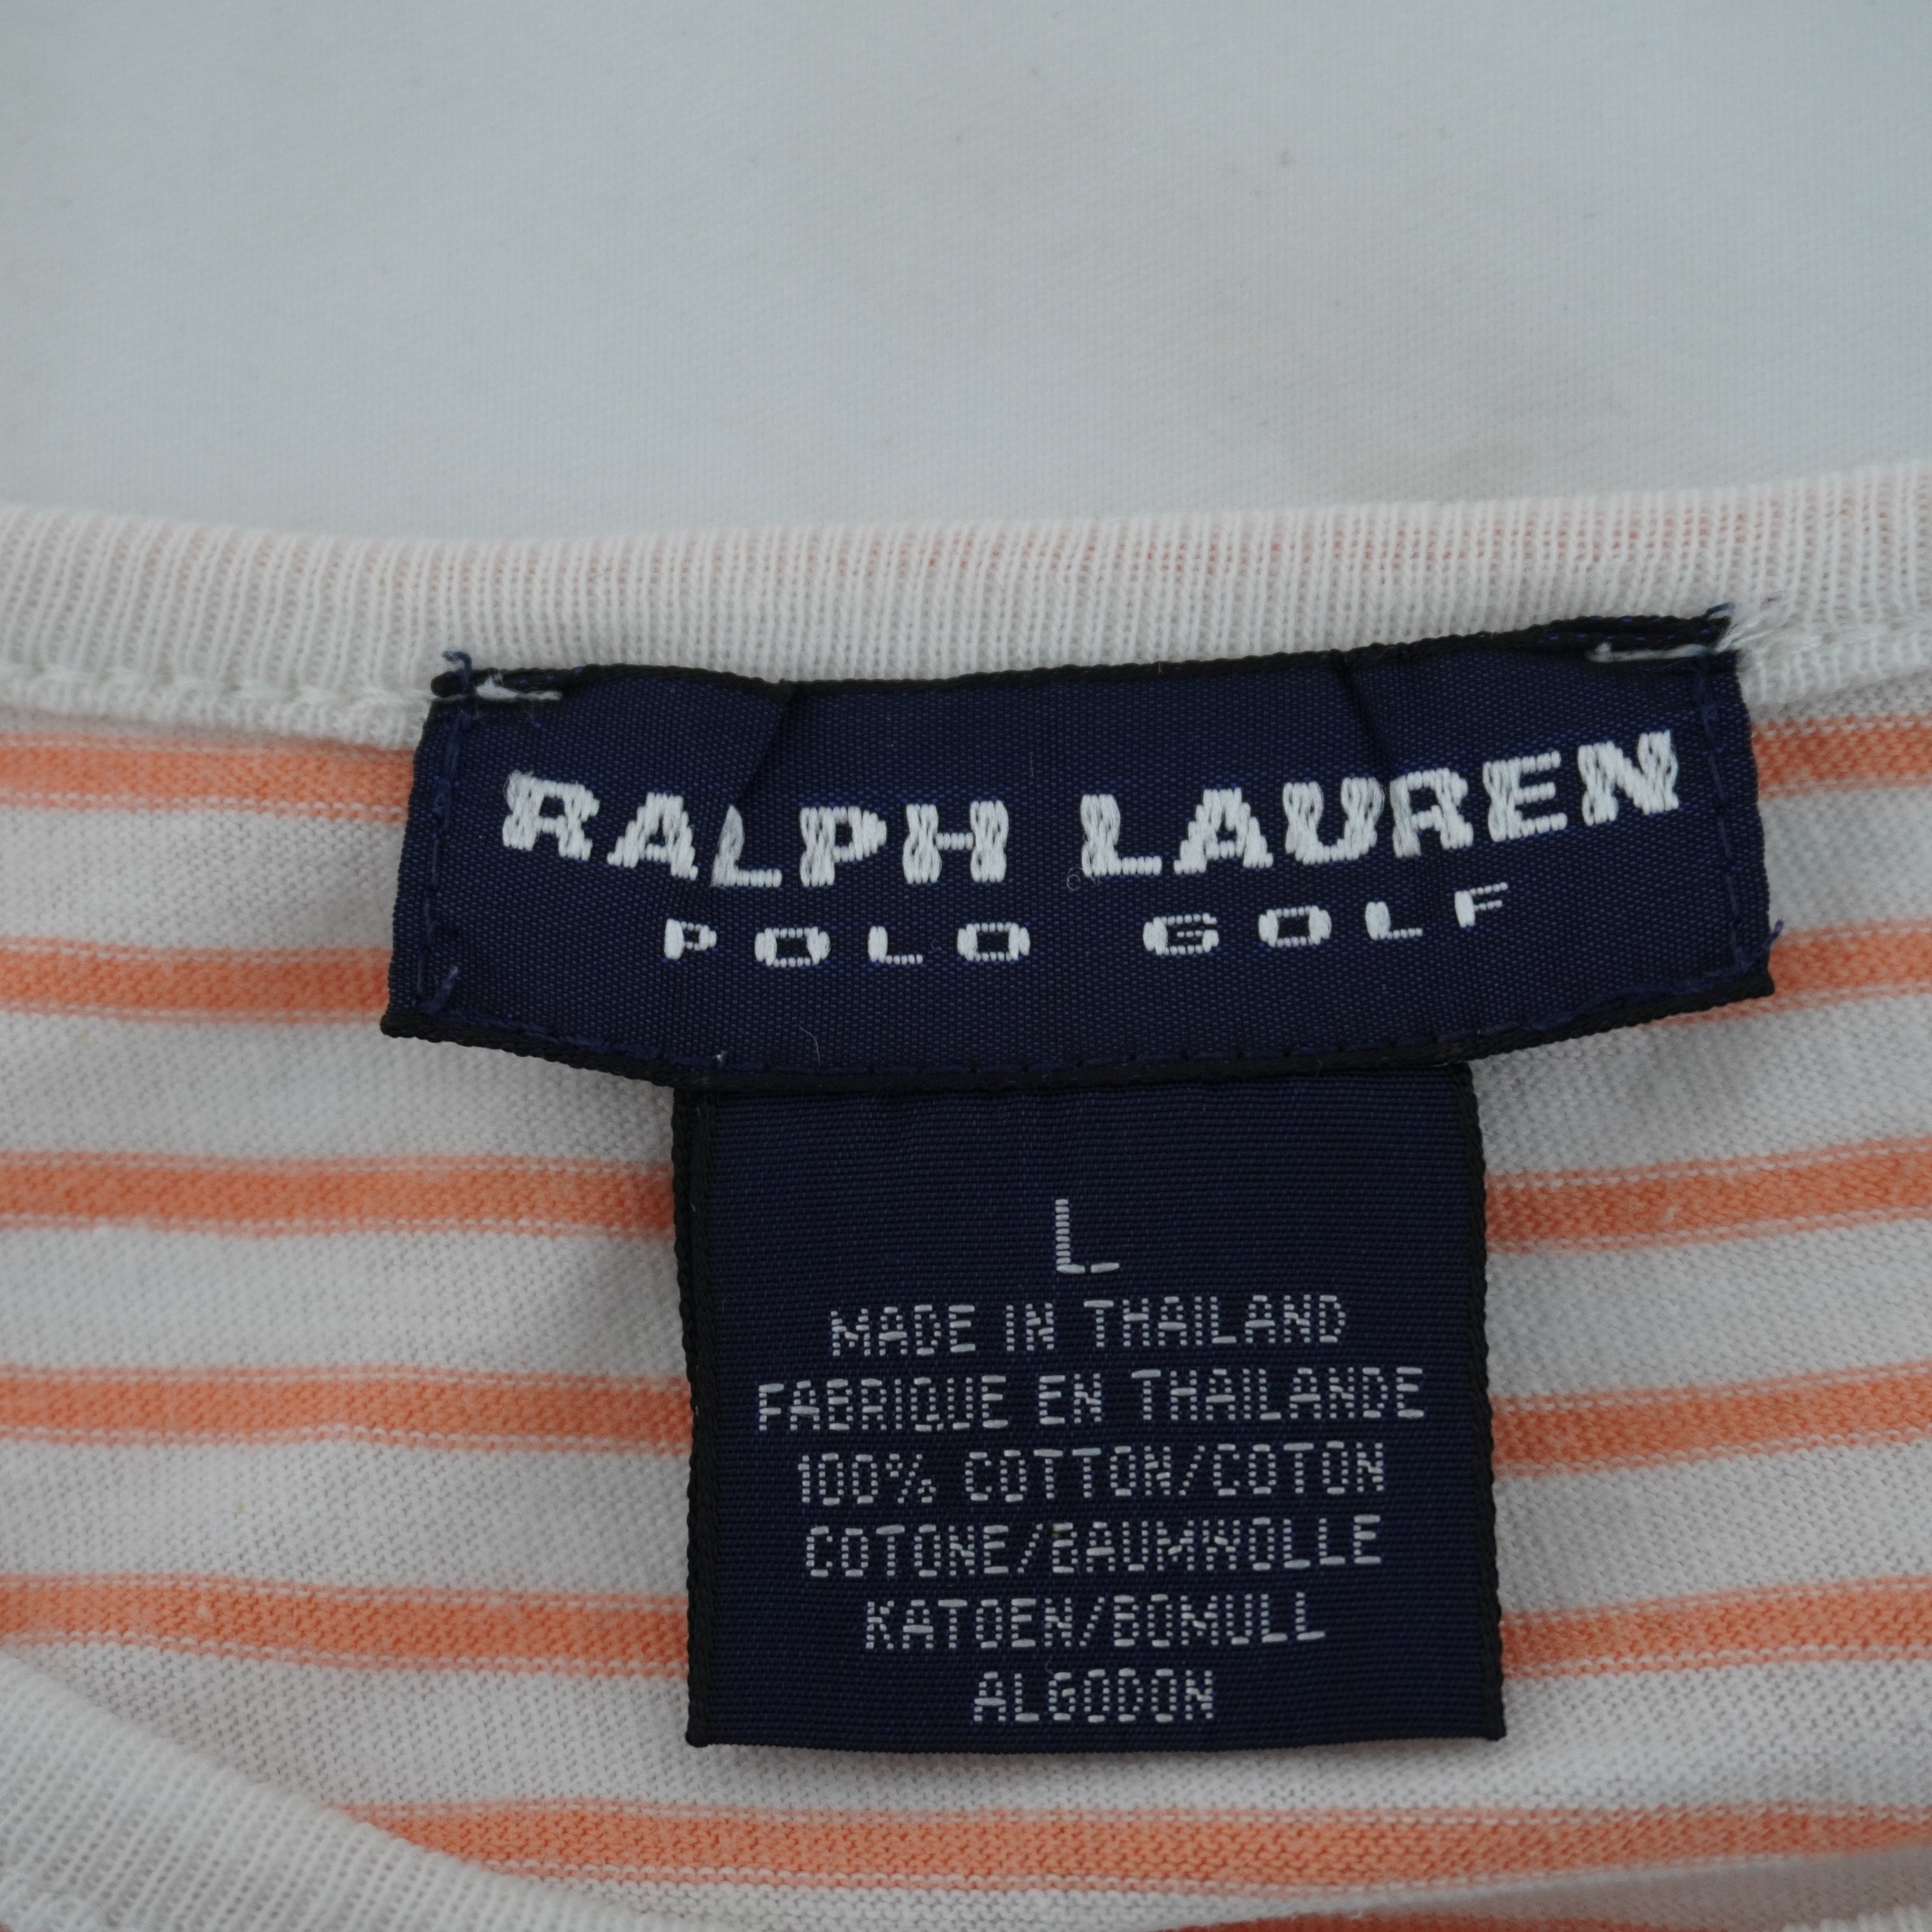 RALPH LAUREN
POLO GOLF
L
MADE IN THAILAND
FABRIQUE EN THAILANDE
100% COTTON/COTON
COTONE/BAUMWOLLE
KATOEN/BOMULL
ALGODON